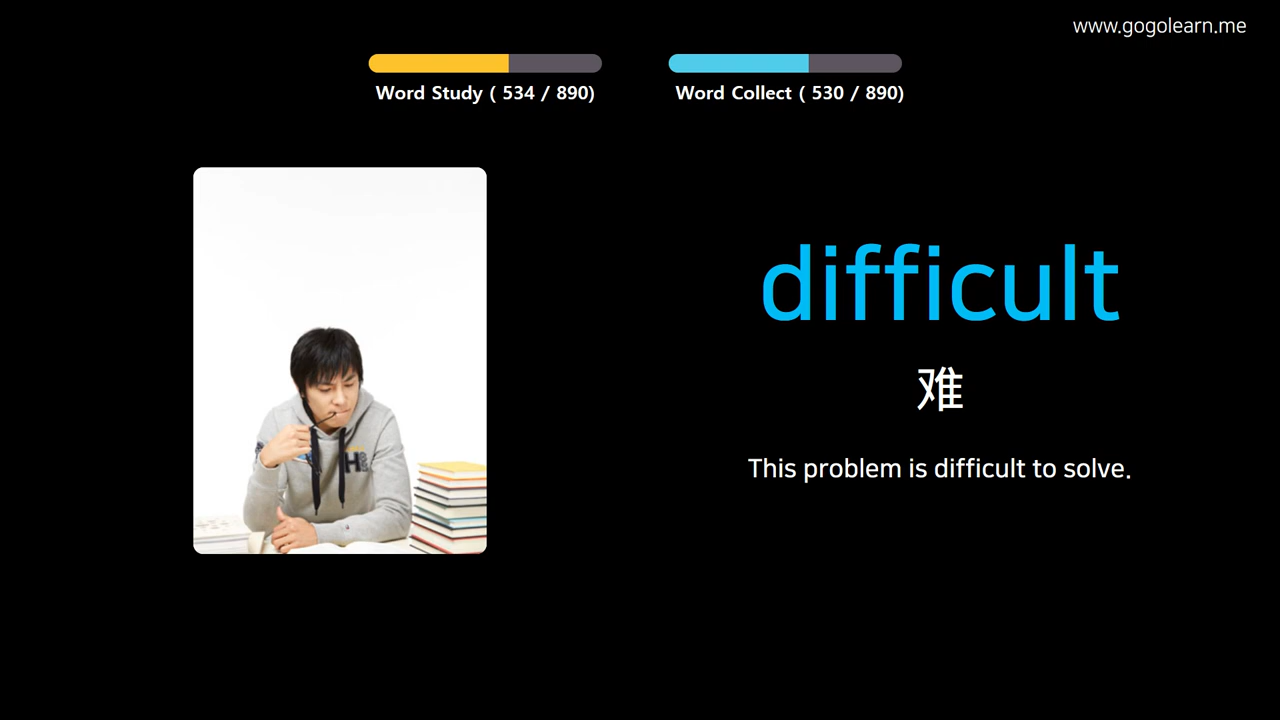 www.gogolearn.me
Word Study ( 534 / 890)
Word Collect ( 530 / 890)
difficult
难
This problem is difficult to solve.
H